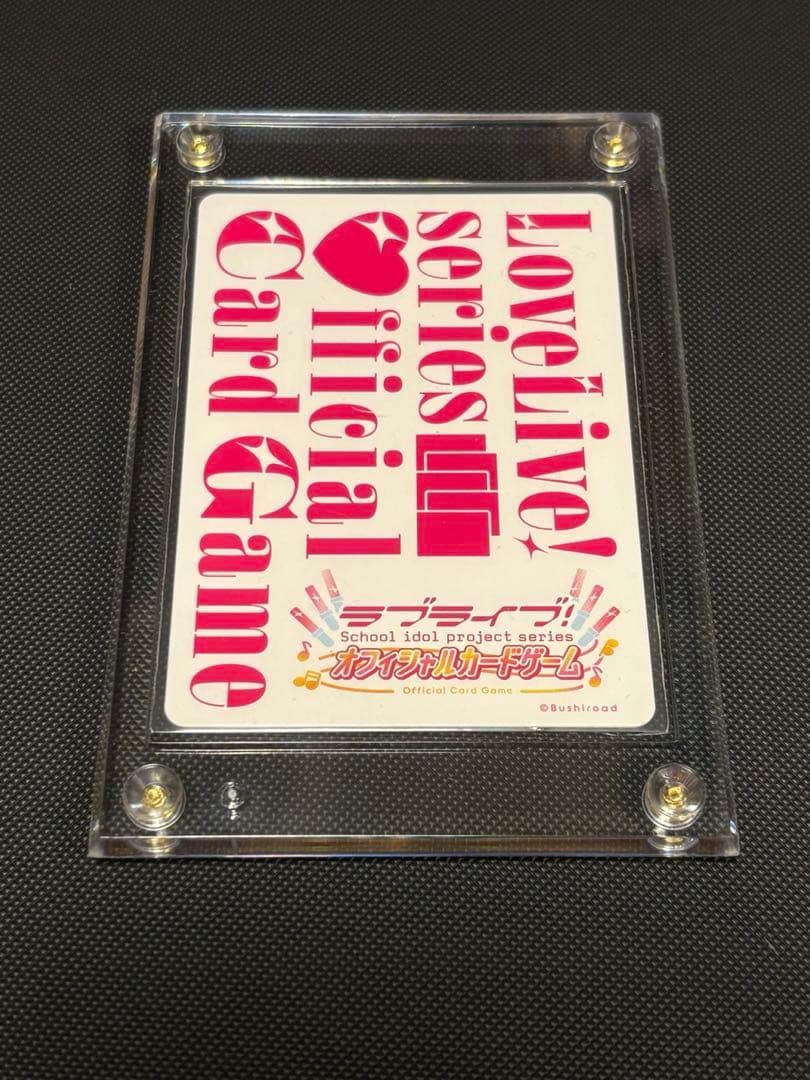 LoveLive!
series
official
Card Game
ラブライブ!
School idol project series
オフィシャルカードゲーム
Official Card Game
©Bushiroad